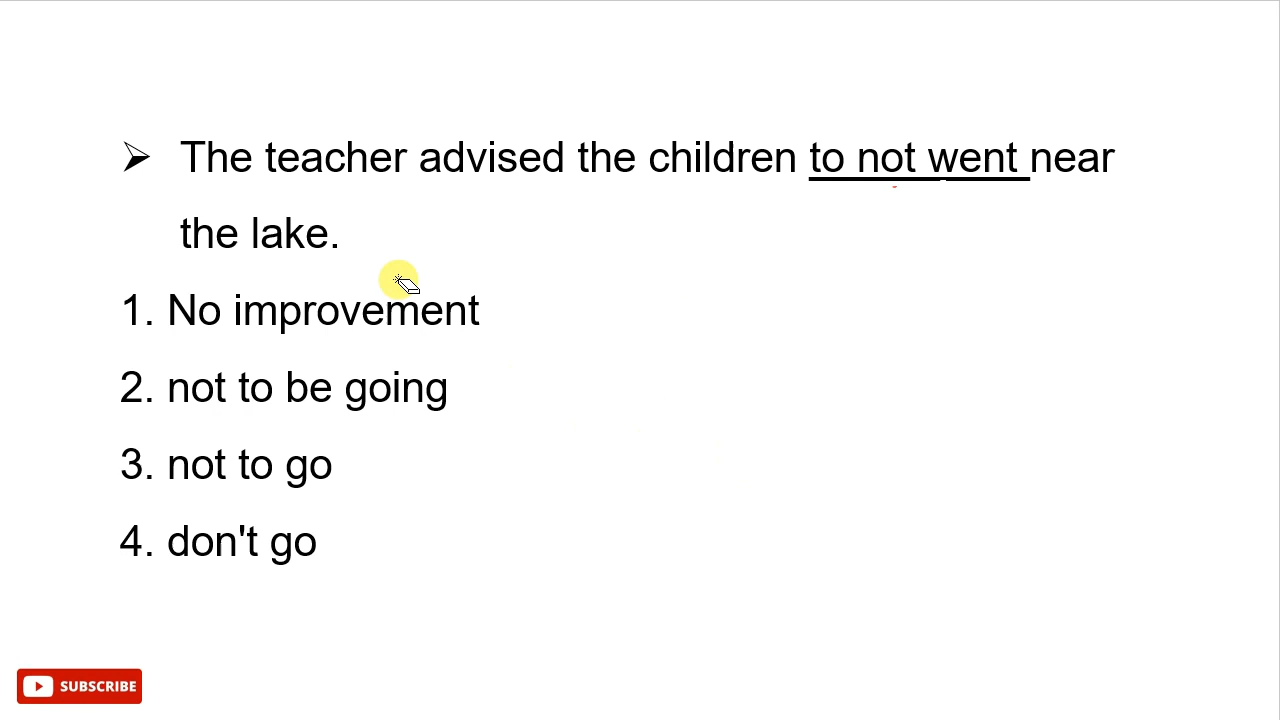 ➢ The teacher advised the children to not went near
the lake.
1. No improvement
2. not to be going
3. not to go
4. don't go
SUBSCRIBE